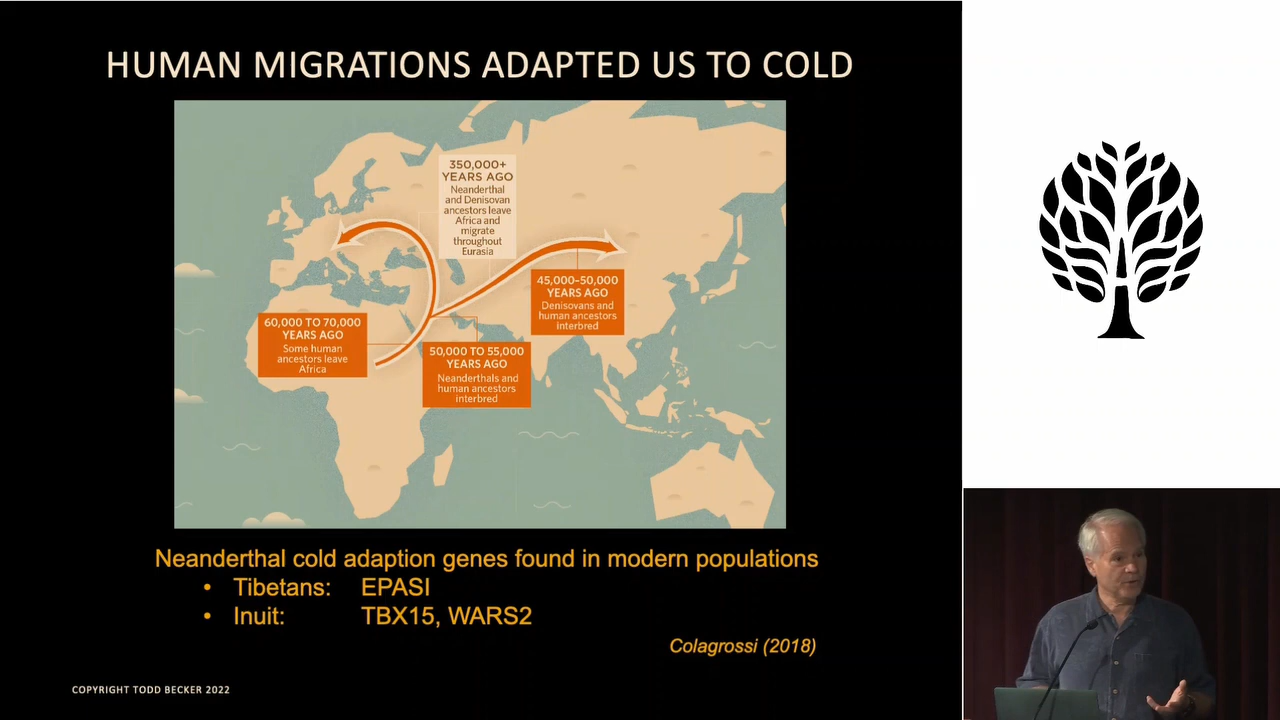 HUMAN MIGRATIONS ADAPTED US TO COLD
350,000+
YEARS AGO
Neanderthal
and Denisovan
ancestors leave
Africa and
migrate
throughout
Eurasia
45,000–50,000
YEARS AGO
Denisovans and
human ancestors
interbred
60,000 TO 70,000
YEARS AGO
Some human
ancestors leave
Africa
50,000 TO 55,000
YEARS AGO
Neanderthals and
human ancestors
interbred
Neanderthal cold adaption genes found in modern populations
• Tibetans: EPASI
• Inuit: TBX15, WARS2
Colagrossi (2018)
COPYRIGHT TODD BECKER 2022